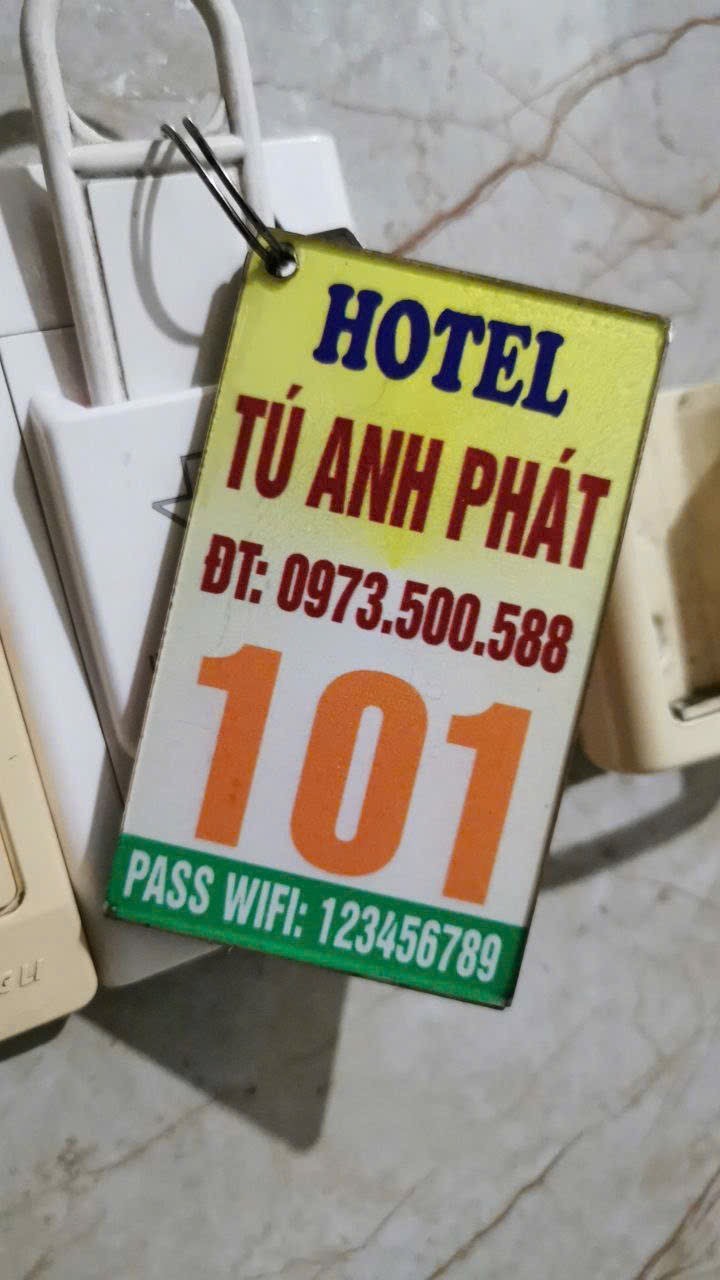 HOTEL
TÚ ANH PHÁT
ĐT: 0973.500.588
101
PASS WIFI: 123456789